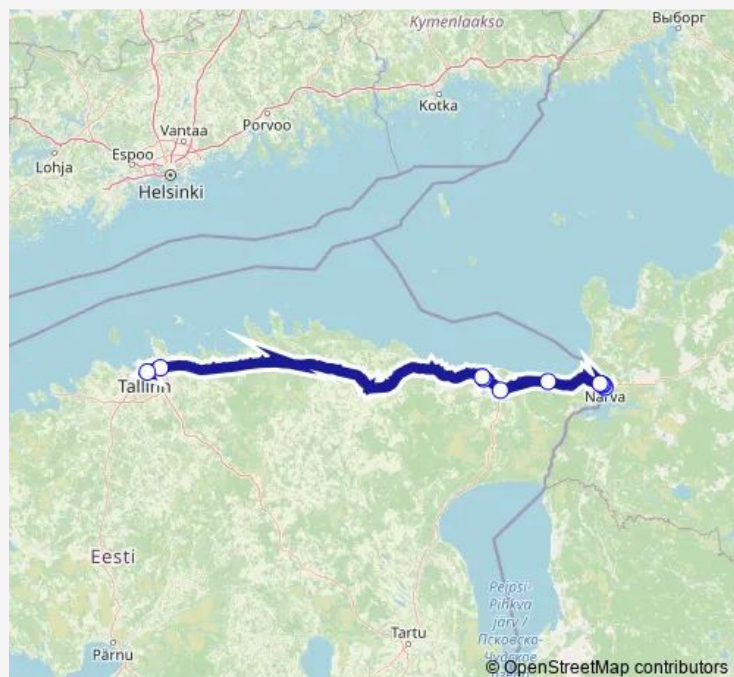 Kymenlaakso
Выборг
Kotka
Porvoo
Vantaa
Espoo
Lohja
Helsinki
Tallinn
Narva
Eesti
Peipsi-
Pihkva
järv /
Псковско-
Чудское
Tartu
Pärnu
© OpenStreetMap contributors